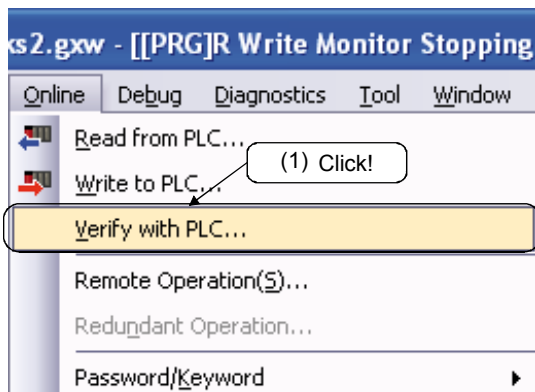 ks2.gxw - [[PRG]R Write Monitor Stopping
Online Debug Diagnostics Tool Window
Read from PLC...
(1) Click!
Write to PLC...
Verify with PLC...
Remote Operation(S)...
Redundant Operation...
Password/Keyword